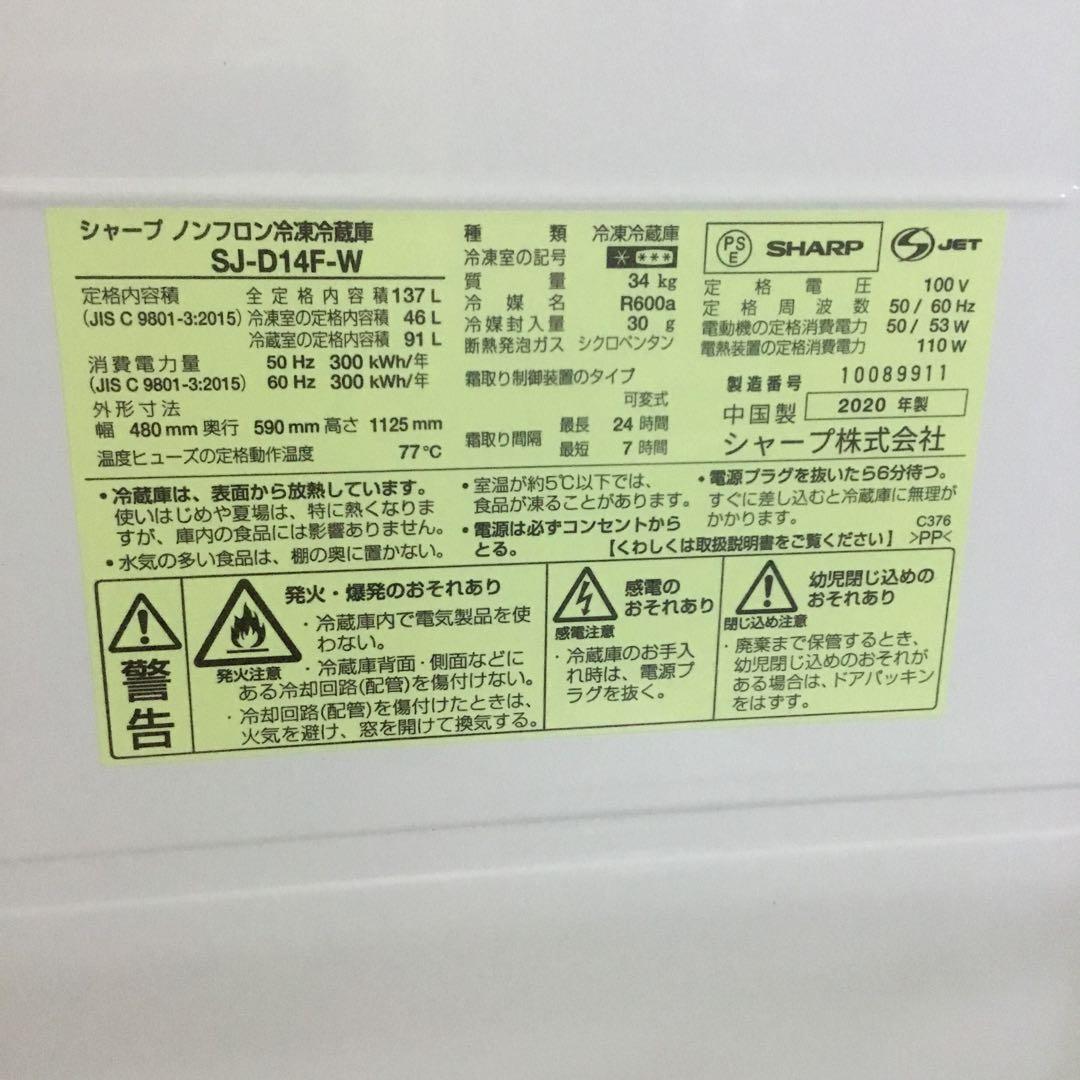 シャープ ノンフロン冷凍冷蔵庫
SJ-D14F-W
定格内容積 全定格内容積 137 L
(JIS C 9801-3:2015) 冷凍室の定格内容積 46 L
冷蔵室の定格内容積 91 L
消費電力量 50 Hz 300 kWh/年
(JIS C 9801-3:2015) 60 Hz 300 kWh/年
外形寸法
幅 480 mm 奥行 590 mm 高さ 1125 mm
温度ヒューズの定格動作温度 77℃
種類 冷凍冷蔵庫
冷凍室の記号 * ***
質量 34 kg
冷媒名 R600a
冷媒封入量 30 g
断熱発泡ガス シクロペンタン
霜取り制御装置のタイプ
可変式
霜取り間隔 最長 24 時間
最短 7 時間
PS
E
SHARP
JET
定格電圧 100 V
定格周波数 50 / 60 Hz
電動機の定格消費電力 50 / 53 W
電熱装置の定格消費電力 110 W
製造番号 10089911
中国製 2020 年製
シャープ株式会社
・冷蔵庫は、表面から放熱しています。
使いはじめや夏場は、特に熱くなりま
すが、庫内の食品には影響ありません。
・水気の多い食品は、棚の奥に置かない。
・室温が約5℃以下では、
食品が凍ることがあります。
・電源は必ずコンセントから
とる。
・電源プラグを抜いたら6分待つ。
すぐに差し込むと冷蔵庫に無理が
かかります。
C376
【くわしくは取扱説明書をご覧ください】 >PP<
警告
発火注意
発火・爆発のおそれあり
・冷蔵庫内で電気製品を使
わない。
・冷蔵庫背面・側面などに
ある冷却回路(配管)を傷付けない。
・冷却回路(配管)を傷付けたときは、
火気を避け、窓を開けて換気する。
感電注意
感電の
おそれあり
・冷蔵庫のお手入
れ時は、電源プ
ラグを抜く。
閉じ込め注意
幼児閉じ込めの
おそれあり
・廃棄まで保管するとき、
幼児閉じ込めのおそれが
ある場合は、ドアパッキン
をはずす。